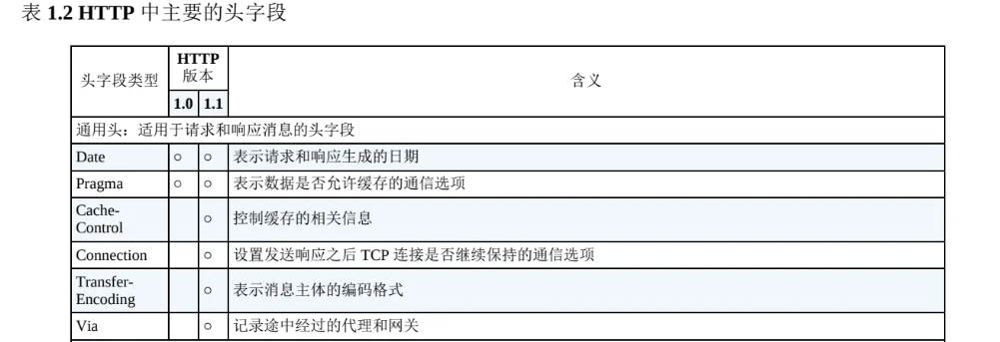 表 1.2 HTTP 中主要的头字段
头字段类型 HTTP 版本 含义
1.0 1.1
通用头：适用于请求和响应消息的头字段
Date ○ ○ 表示请求和响应生成的日期
Pragma ○ ○ 表示数据是否允许缓存的通信选项
Cache-
Control ○ 控制缓存的相关信息
Connection ○ 设置发送响应之后 TCP 连接是否继续保持的通信选项
Transfer-
Encoding ○ 表示消息主体的编码格式
Via ○ 记录途中经过的代理和网关